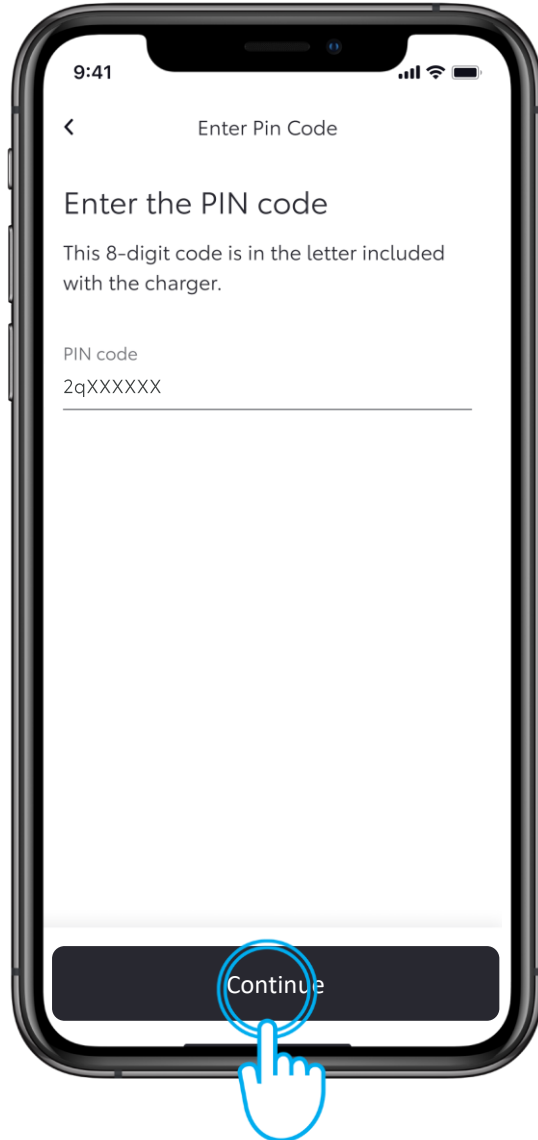 9:41
Enter Pin Code
Enter the PIN code
This 8-digit code is in the letter included
with the charger.
PIN code
2qXXXXXX
Continue